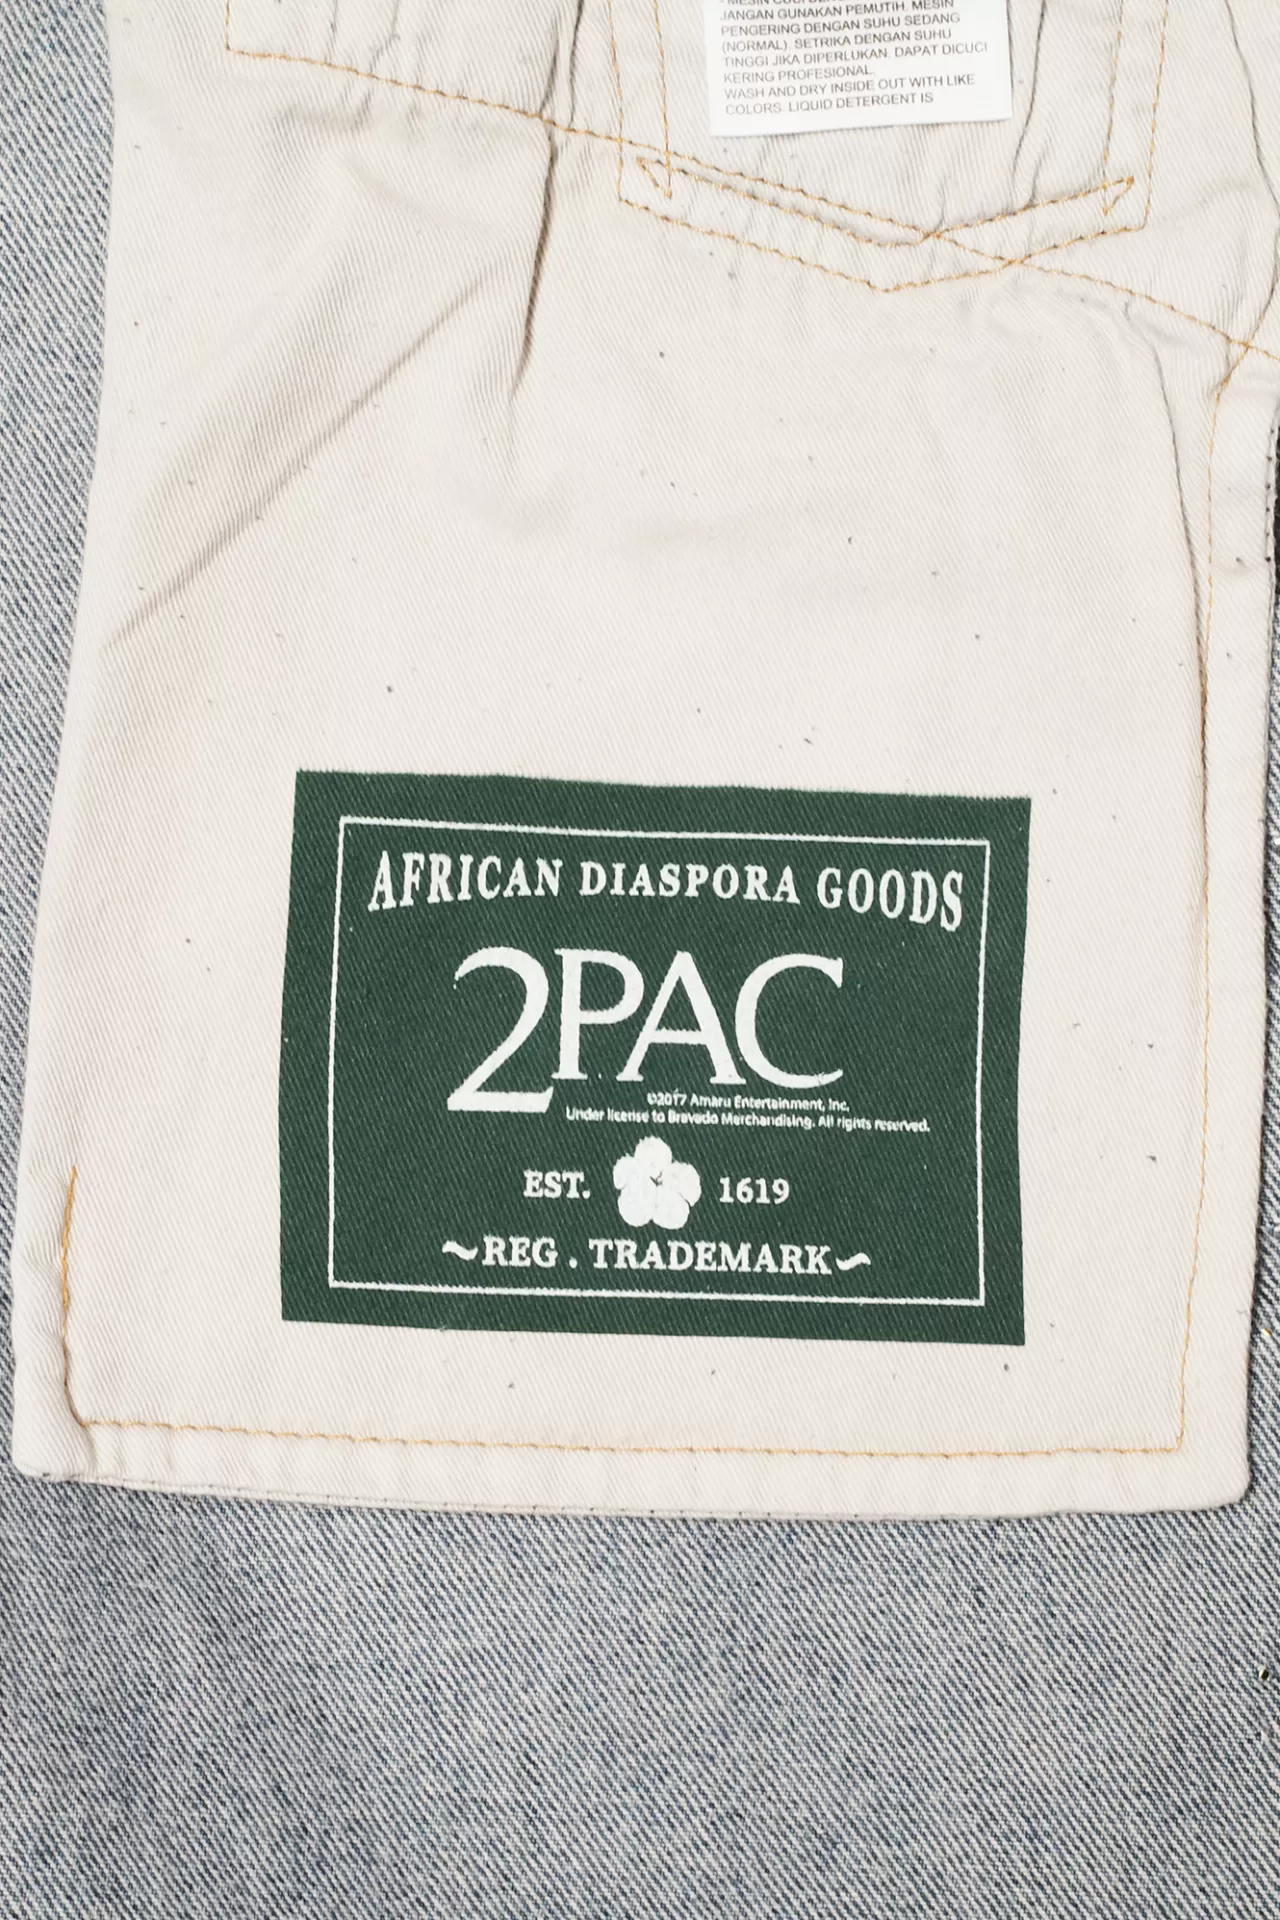 JANGAN GUNAKAN PEMUTIH. MESIN
PENGERING DENGAN SUHU SEDANG
(NORMAL). SETRIKA DENGAN SUHU
TINGGI JIKA DIPERLUKAN. DAPAT DICUCI
KERING PROFESIONAL.
WASH AND DRY INSIDE OUT WITH LIKE
COLORS. LIQUID DETERGENT IS
AFRICAN DIASPORA GOODS
2PAC
©2017 Amaru Entertainment, Inc.
Under license to Bravado Merchandising. All rights reserved.
EST. 1619
~REG . TRADEMARK~